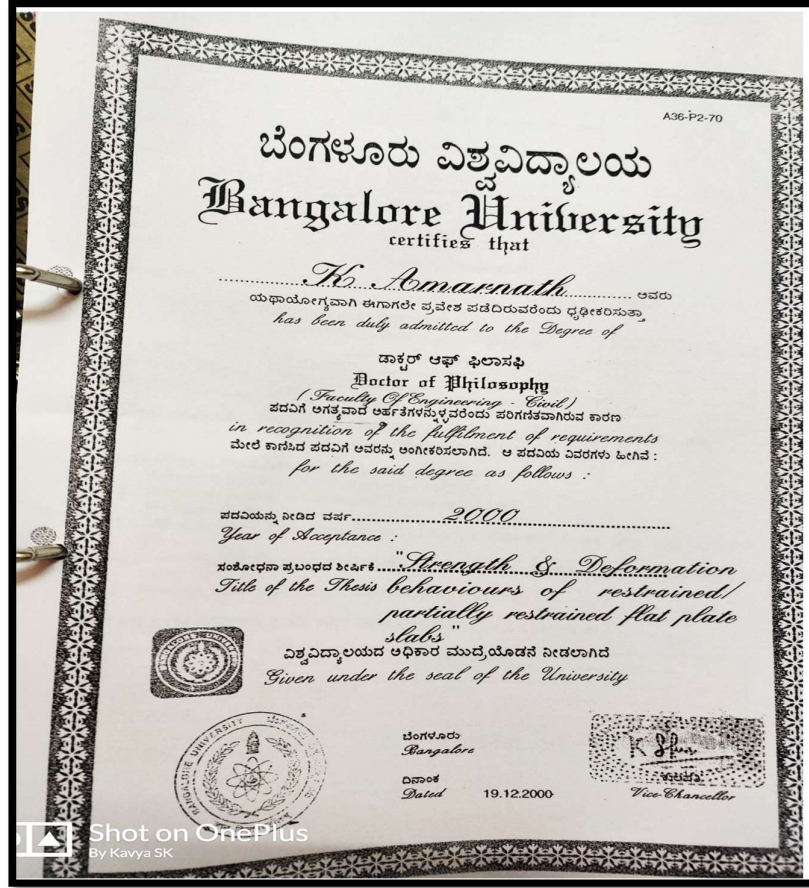 A36-P2-70
ಬೆಂಗಳೂರು ವಿಶ್ವವಿದ್ಯಾಲಯ
Bangalore University
certifies that
K Amarnath ಅವರು
ಯಥಾಯೋಗ್ಯವಾಗಿ ಈಗಾಗಲೇ ಪ್ರವೇಶ ಪಡೆದಿರುವರೆಂದು ಧೃಢೀಕರಿಸುತ್ತಾ
has been duly admitted to the Degree of
ಡಾಕ್ಟರ್ ಆಫ್ ಫಿಲಾಸಫಿ
Doctor of Philosophy
( Faculty Of Engineering - Civil )
ಪದವಿಗೆ ಅಗತ್ಯವಾದ ಅರ್ಹತೆಗಳನ್ನುಳ್ಳವರೆಂದು ಪರಿಗಣಿತವಾಗಿರುವ ಕಾರಣ
in recognition of the fulfilment of requirements
ಮೇಲೆ ಕಾಣಿಸಿದ ಪದವಿಗೆ ಅವರನ್ನು ಅಂಗೀಕರಿಸಲಾಗಿದೆ. ಆ ಪದವಿಯ ವಿವರಗಳು ಹೀಗಿವೆ :
for the said degree as follows :
ಪದವಿಯನ್ನು ನೀಡಿದ ವರ್ಷ 2000
Year of Acceptance :
ಸಂಶೋಧನಾ ಪ್ರಬಂಧದ ಶೀರ್ಷಿಕೆ "Strength & Deformation
Title of the Thesis behaviours of restrained/
partially restrained flat plate
slabs"
ವಿಶ್ವವಿದ್ಯಾಲಯದ ಅಧಿಕಾರ ಮುದ್ರೆಯೊಡನೆ ನೀಡಲಾಗಿದೆ
Given under the seal of the University
BANGALORE UNIVERSITY
ಬೆಂಗಳೂರು
Bangalore
ದಿನಾಂಕ
Dated 19.12.2000
Vice-Chancellor
Shot on OnePlus
By Kavya SK